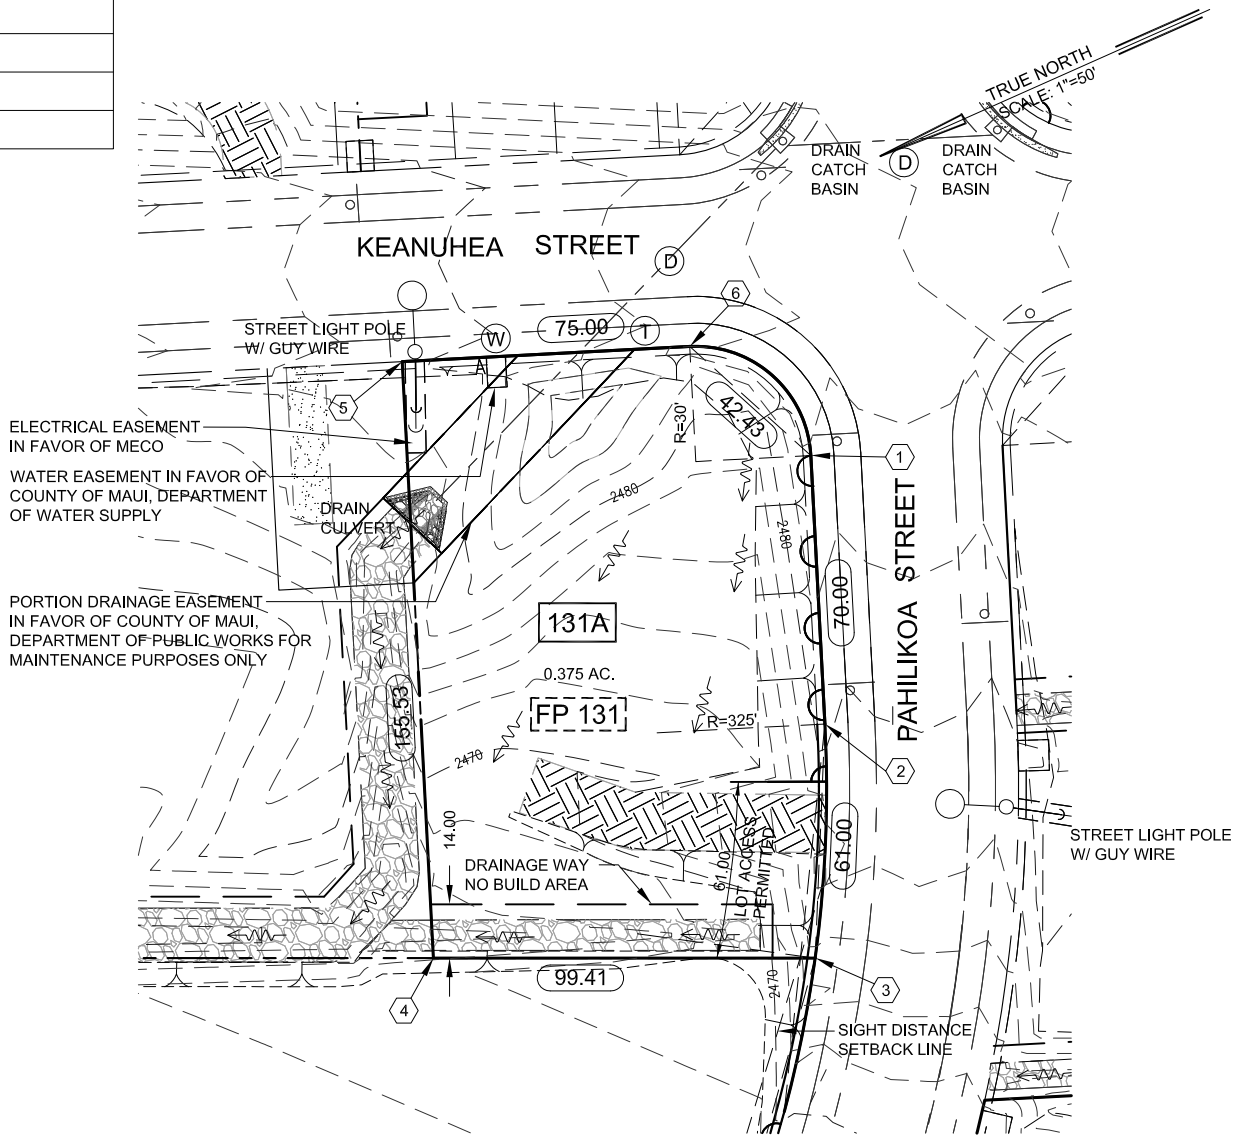 TRUE NORTH
SCALE: 1"=50'
DRAIN
CATCH
BASIN
D
DRAIN
CATCH
BASIN
KEANUHEA STREET
D
6
STREET LIGHT POLE
W/ GUY WIRE
W
75.00
T
5
42.43
R=30'
1
ELECTRICAL EASEMENT
IN FAVOR OF MECO
WATER EASEMENT IN FAVOR OF
COUNTY OF MAUI, DEPARTMENT
OF WATER SUPPLY
DRAIN
CULVERT
2480
2480
PAHILIKOA STREET
70.00
PORTION DRAINAGE EASEMENT
IN FAVOR OF COUNTY OF MAUI,
DEPARTMENT OF PUBLIC WORKS FOR
MAINTENANCE PURPOSES ONLY
131A
0.375 AC.
FP 131
155.53
R=325'
2470
2
14.00
61.00
LOT ACCESS
PERMITTED
61.00
STREET LIGHT POLE
W/ GUY WIRE
DRAINAGE WAY
NO BUILD AREA
99.41
2470
3
4
SIGHT DISTANCE
SETBACK LINE